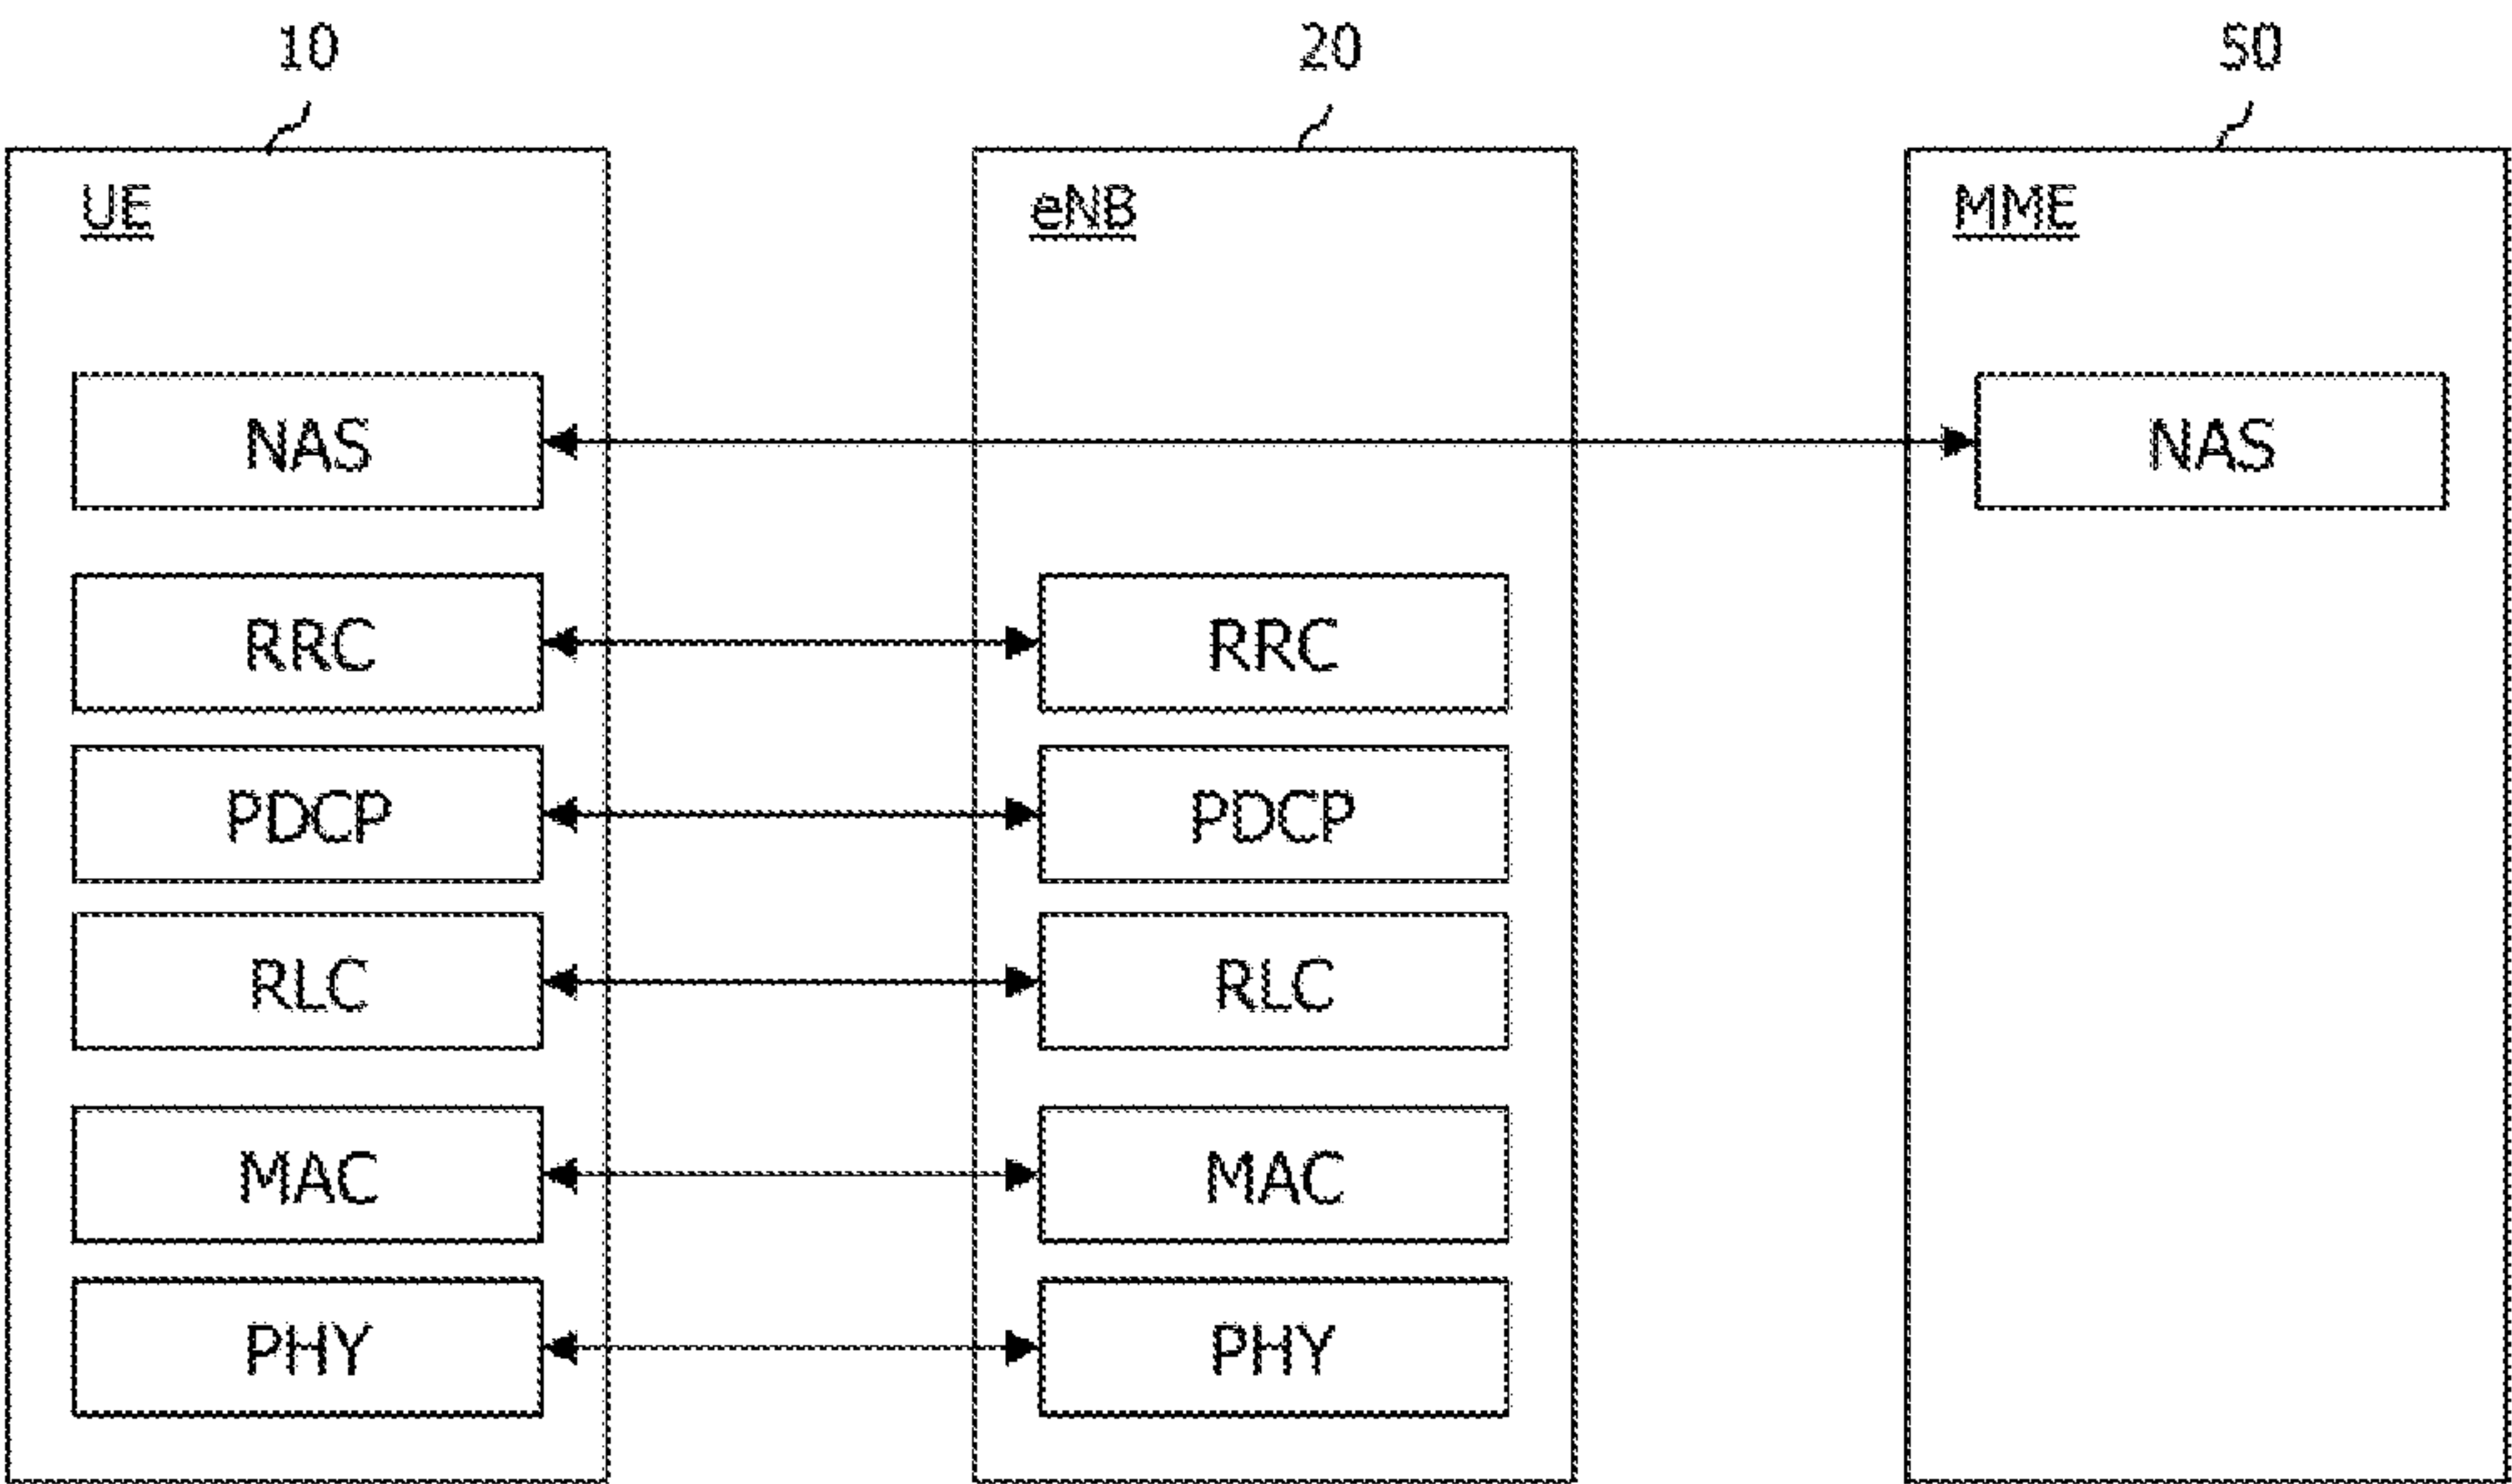 10 20 50
UE eNB MME
NAS NAS
RRC RRC
PDCP PDCP
RLC RLC
MAC MAC
PHY PHY